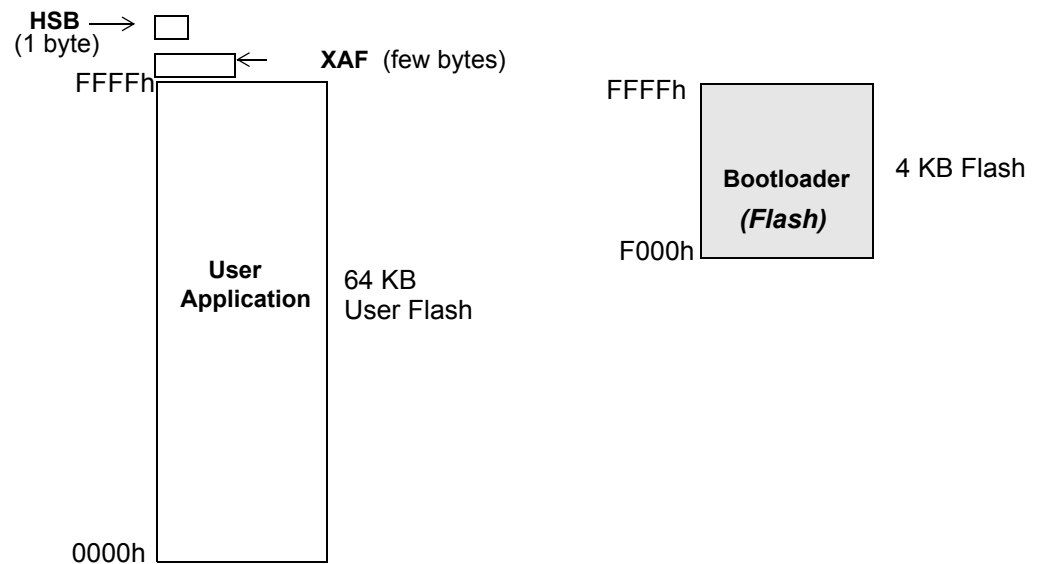 HSB
(1 byte)
XAF (few bytes)
FFFFh
User
Application
64 KB
User Flash
0000h
FFFFh
Bootloader
(Flash)
4 KB Flash
F000h